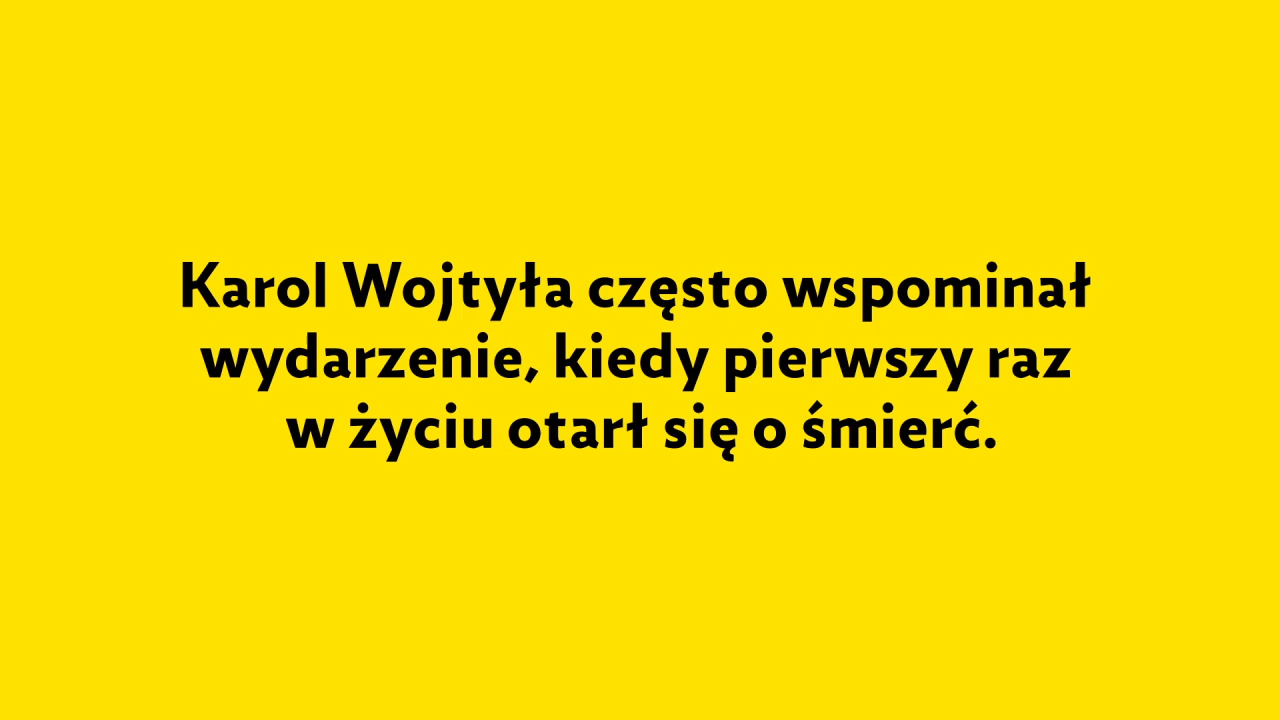 Karol Wojtyła często wspominał
wydarzenie, kiedy pierwszy raz
w życiu otarł się o śmierć.